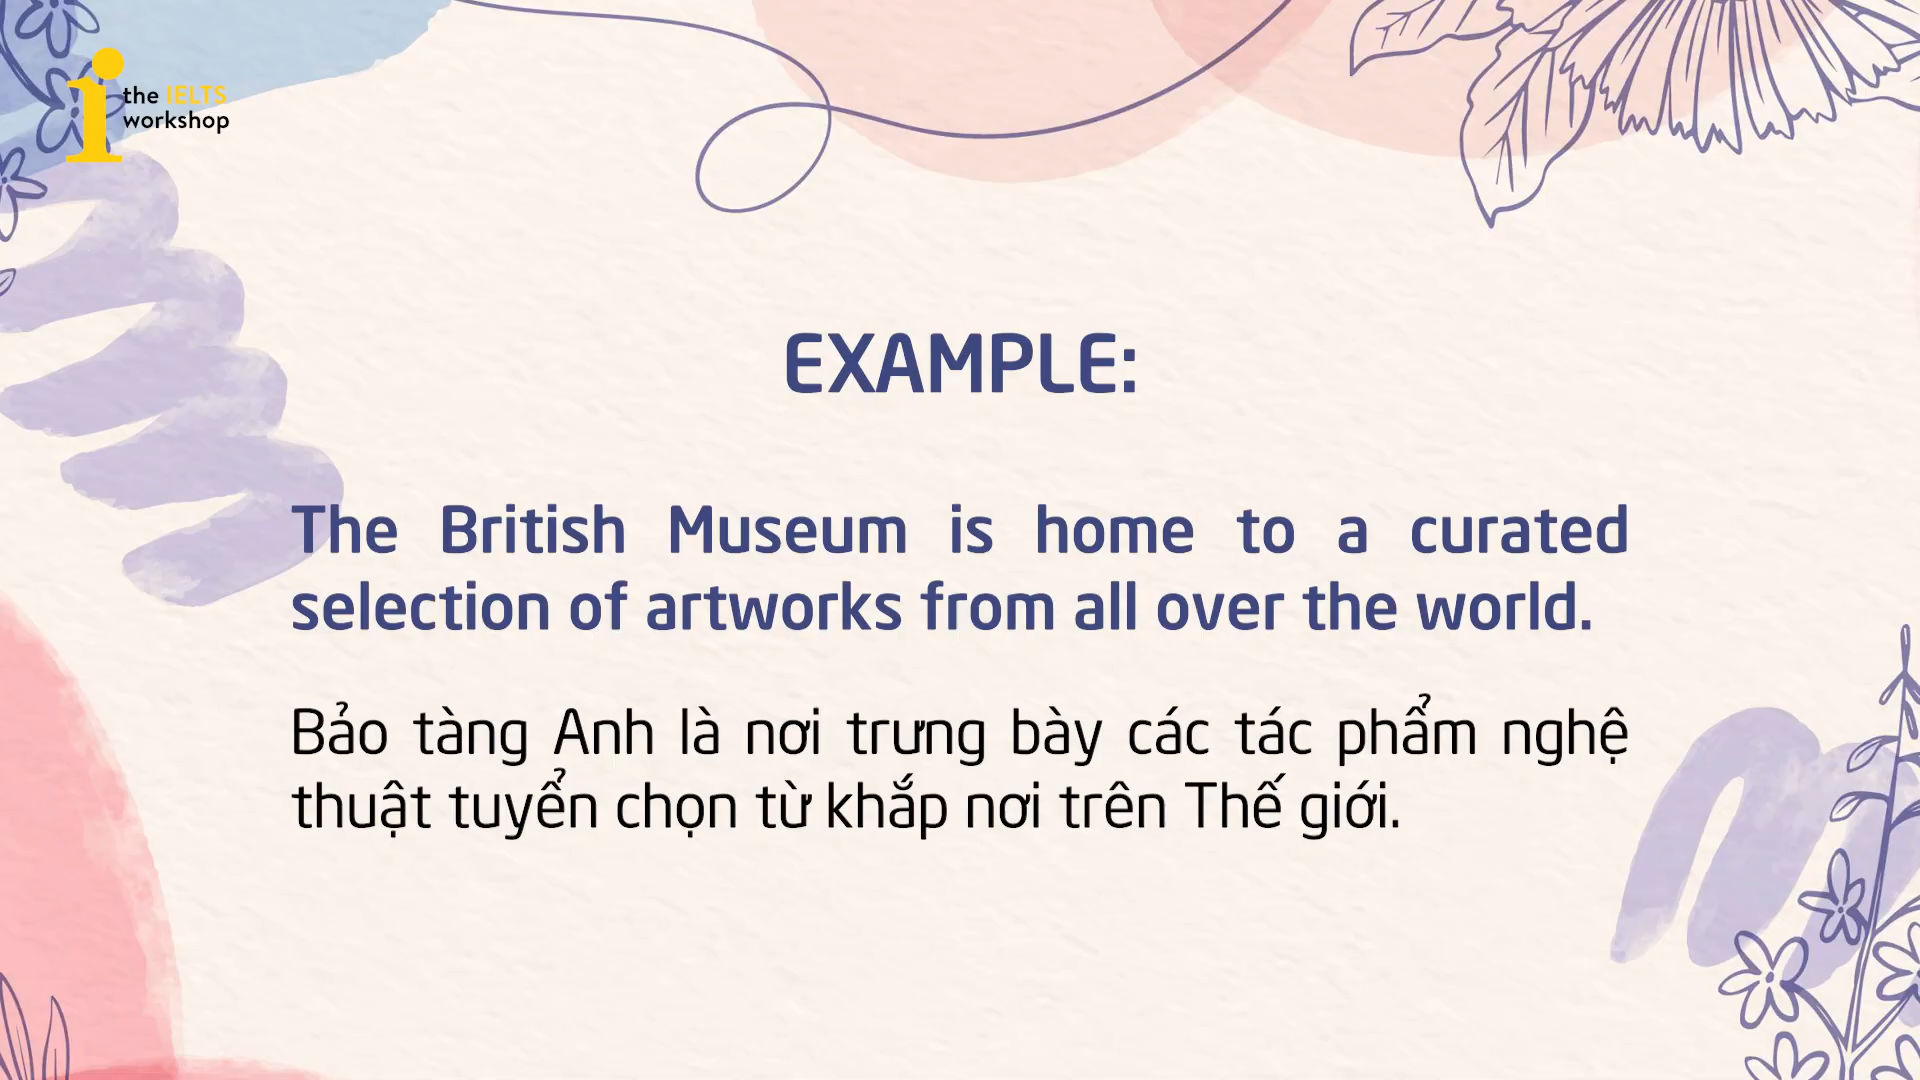 the IELTS
workshop
EXAMPLE:
The British Museum is home to a curated
selection of artworks from all over the world.
Bảo tàng Anh là nơi trưng bày các tác phẩm nghệ
thuật tuyển chọn từ khắp nơi trên Thế giới.